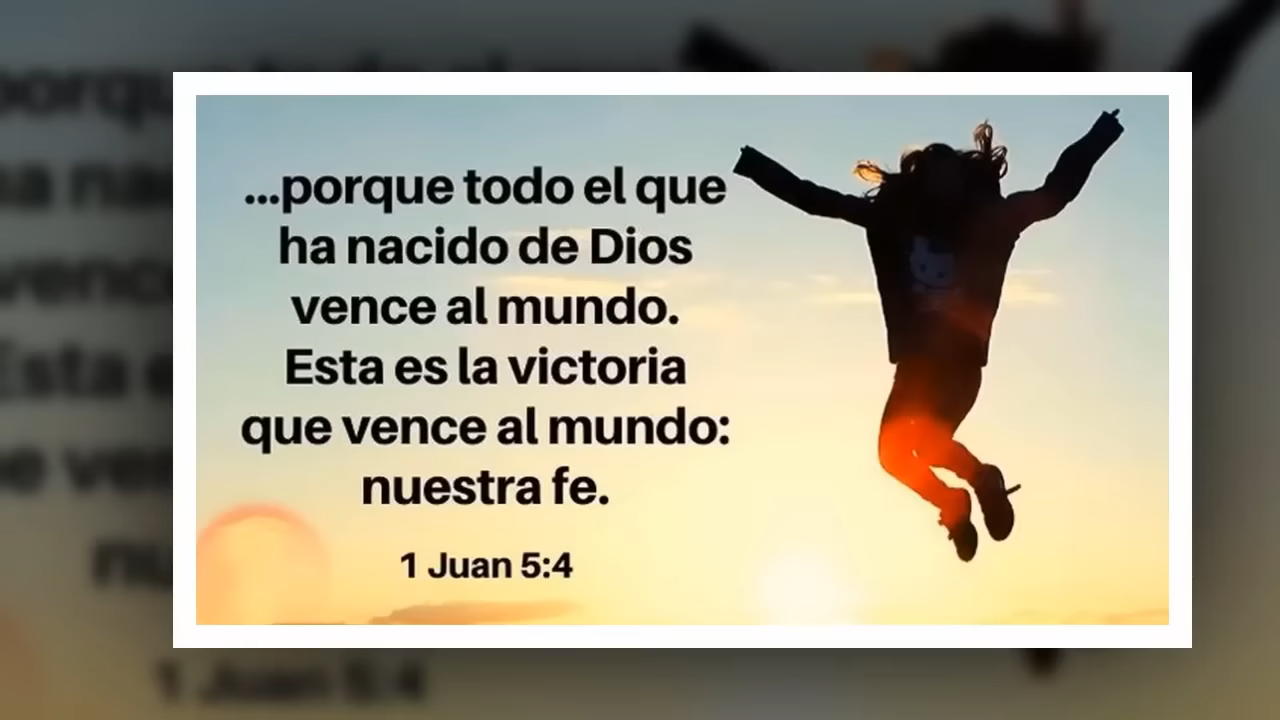 ...porque todo el que
ha nacido de Dios
vence al mundo.
Esta es la victoria
que vence al mundo:
nuestra fe.
1 Juan 5:4